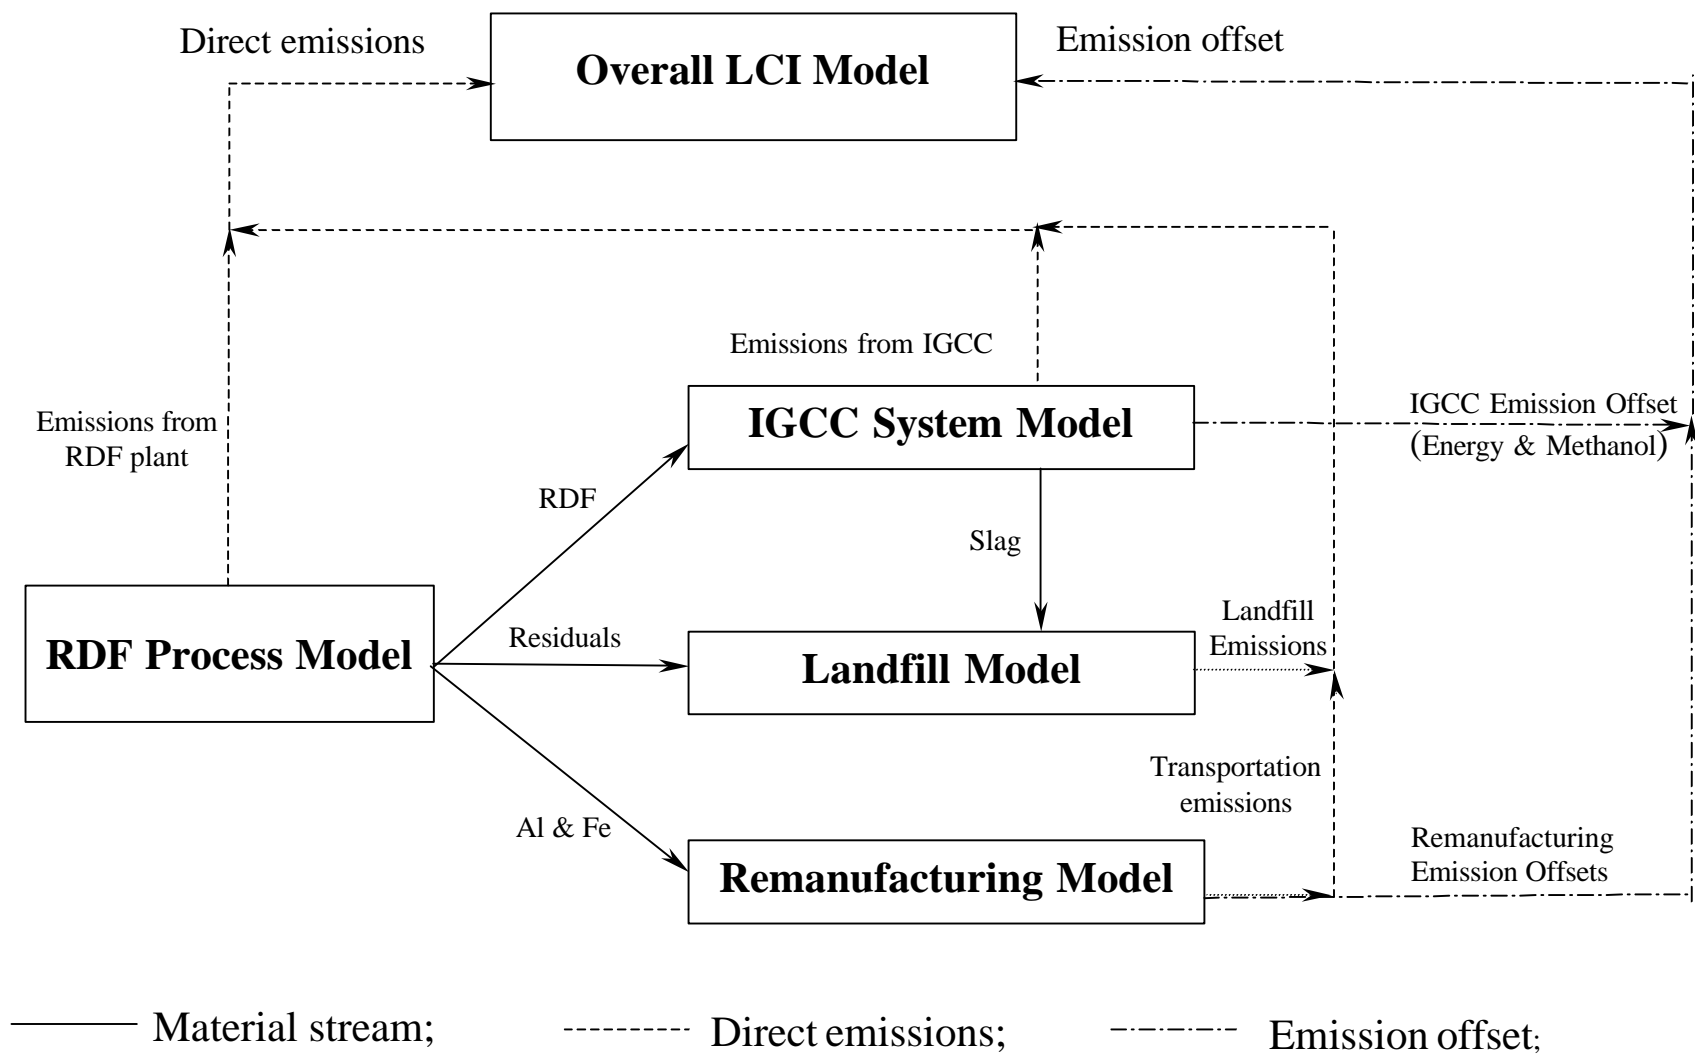 Direct emissions
Overall LCI Model
Emission offset
Emissions from IGCC
Emissions from
RDF plant
IGCC System Model
IGCC Emission Offset
(Energy & Methanol)
RDF
Slag
RDF Process Model
Residuals
Landfill Model
Landfill
Emissions
Transportation
emissions
Al & Fe
Remanufacturing Model
Remanufacturing
Emission Offsets
Material stream;
Direct emissions;
Emission offset;